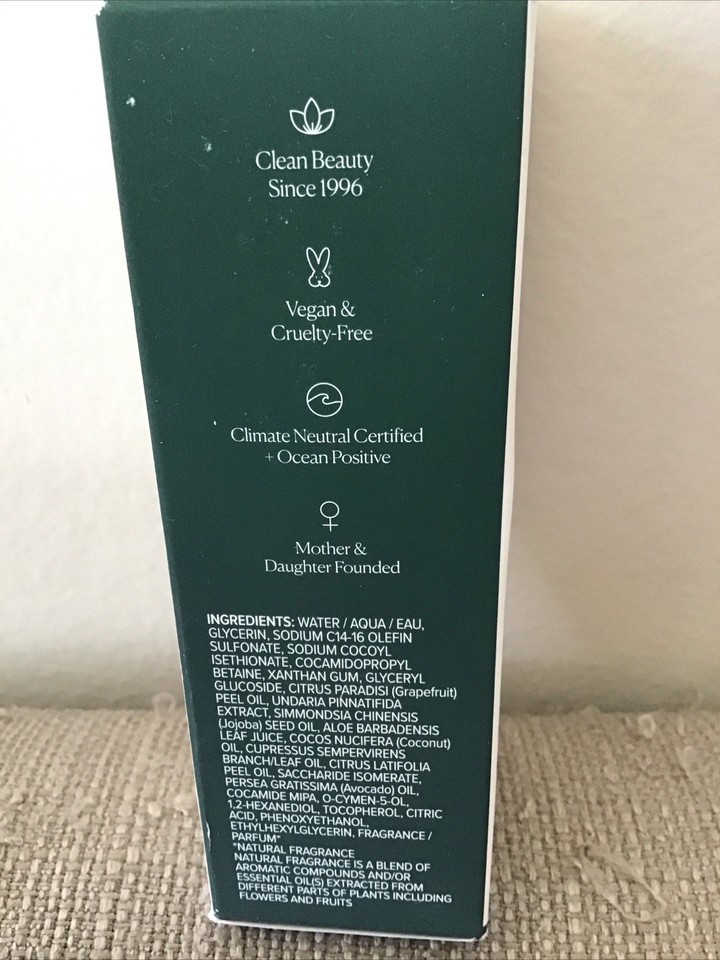 Clean Beauty
Since 1996
Vegan &
Cruelty-Free
Climate Neutral Certified
+ Ocean Positive
Mother &
Daughter Founded
INGREDIENTS: WATER / AQUA / EAU,
GLYCERIN, SODIUM C14-16 OLEFIN
SULFONATE, SODIUM COCOYL
ISETHIONATE, COCAMIDOPROPYL
BETAINE, XANTHAN GUM, GLYCERYL
GLUCOSIDE, CITRUS PARADISI (Grapefruit)
PEEL OIL, UNDARIA PINNATIFIDA
EXTRACT, SIMMONDSIA CHINENSIS
(Jojoba) SEED OIL, ALOE BARBADENSIS
LEAF JUICE, COCOS NUCIFERA (Coconut)
OIL, CUPRESSUS SEMPERVIRENS
BRANCH/LEAF OIL, CITRUS LATIFOLIA
PEEL OIL, SACCHARIDE ISOMERATE,
PERSEA GRATISSIMA (Avocado) OIL,
COCAMIDE MIPA, O-CYMEN-5-OL,
1,2-HEXANEDIOL, TOCOPHEROL, CITRIC
ACID, PHENOXYETHANOL,
ETHYLHEXYLGLYCERIN, FRAGRANCE /
PARFUM*
*NATURAL FRAGRANCE
NATURAL FRAGRANCE IS A BLEND OF
AROMATIC COMPOUNDS AND/OR
ESSENTIAL OIL(S) EXTRACTED FROM
DIFFERENT PARTS OF PLANTS INCLUDING
FLOWERS AND FRUITS